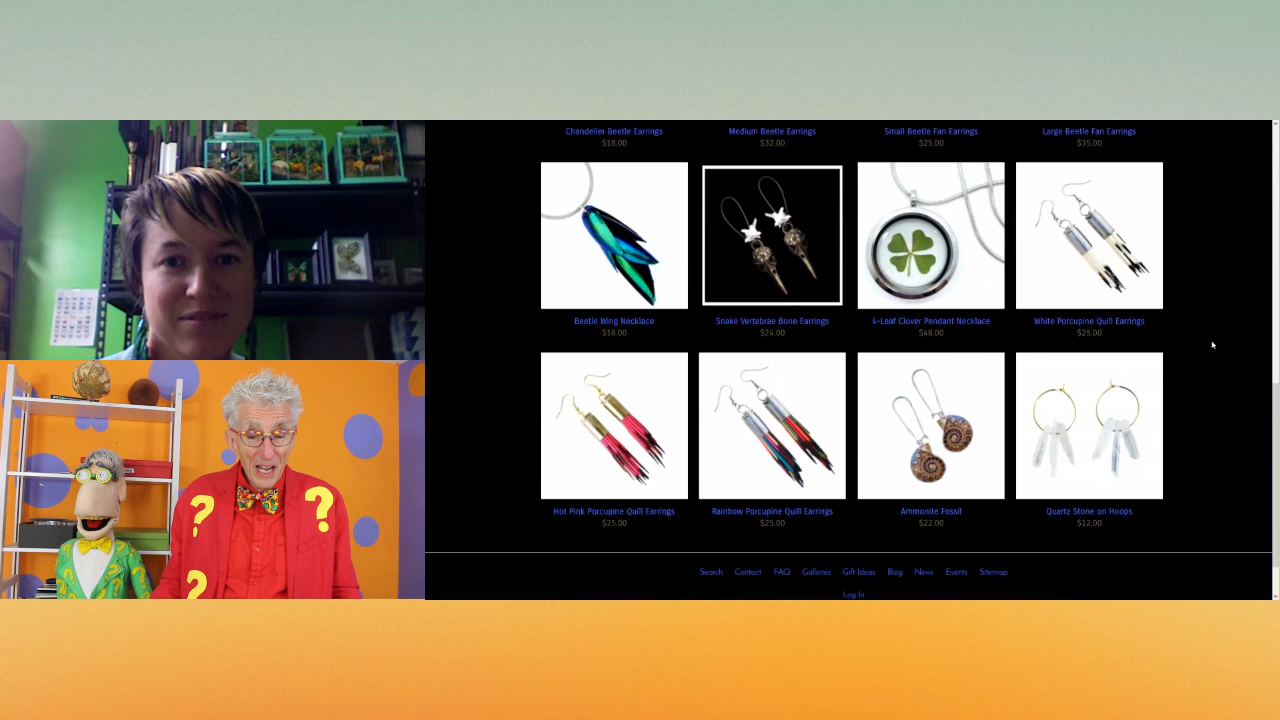 Chandelier Beetle Earrings
$18.00
Medium Beetle Earrings
$32.00
Small Beetle Fan Earrings
$25.00
Large Beetle Fan Earrings
$35.00
Beetle Wing Necklace
$18.00
Snake Vertebrae Bone Earrings
$24.00
4-Leaf Clover Pendant Necklace
$48.00
White Porcupine Quill Earrings
$25.00
Hot Pink Porcupine Quill Earrings
$25.00
Rainbow Porcupine Quill Earrings
$25.00
Ammonite Fossil
$22.00
Quartz Stone on Hoops
$12.00
Search Contact FAQ Galleries Gift Ideas Blog News Events Sitemap
Log In
? ?
?